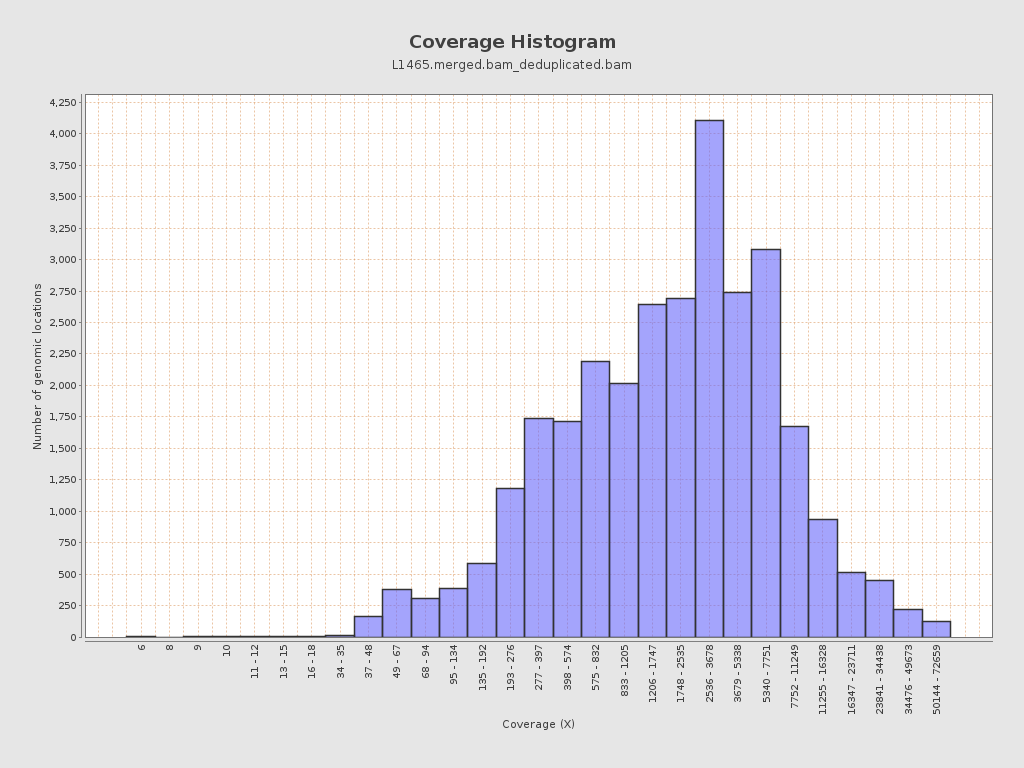 Coverage Histogram
L1465.merged.bam_deduplicated.bam
Number of genomic locations
4,250
4,000
3,750
3,500
3,250
3,000
2,750
2,500
2,250
2,000
1,750
1,500
1,250
1,000
750
500
250
0
6
8
9
10
11 - 12
13 - 15
16 - 18
34 - 35
37 - 48
49 - 67
68 - 94
95 - 134
135 - 192
193 - 276
277 - 397
398 - 574
575 - 832
833 - 1205
1206 - 1747
1748 - 2535
2536 - 3678
3679 - 5338
5340 - 7751
7752 - 11249
11255 - 16328
16347 - 23711
23841 - 34438
34476 - 49673
50144 - 72659
Coverage (X)